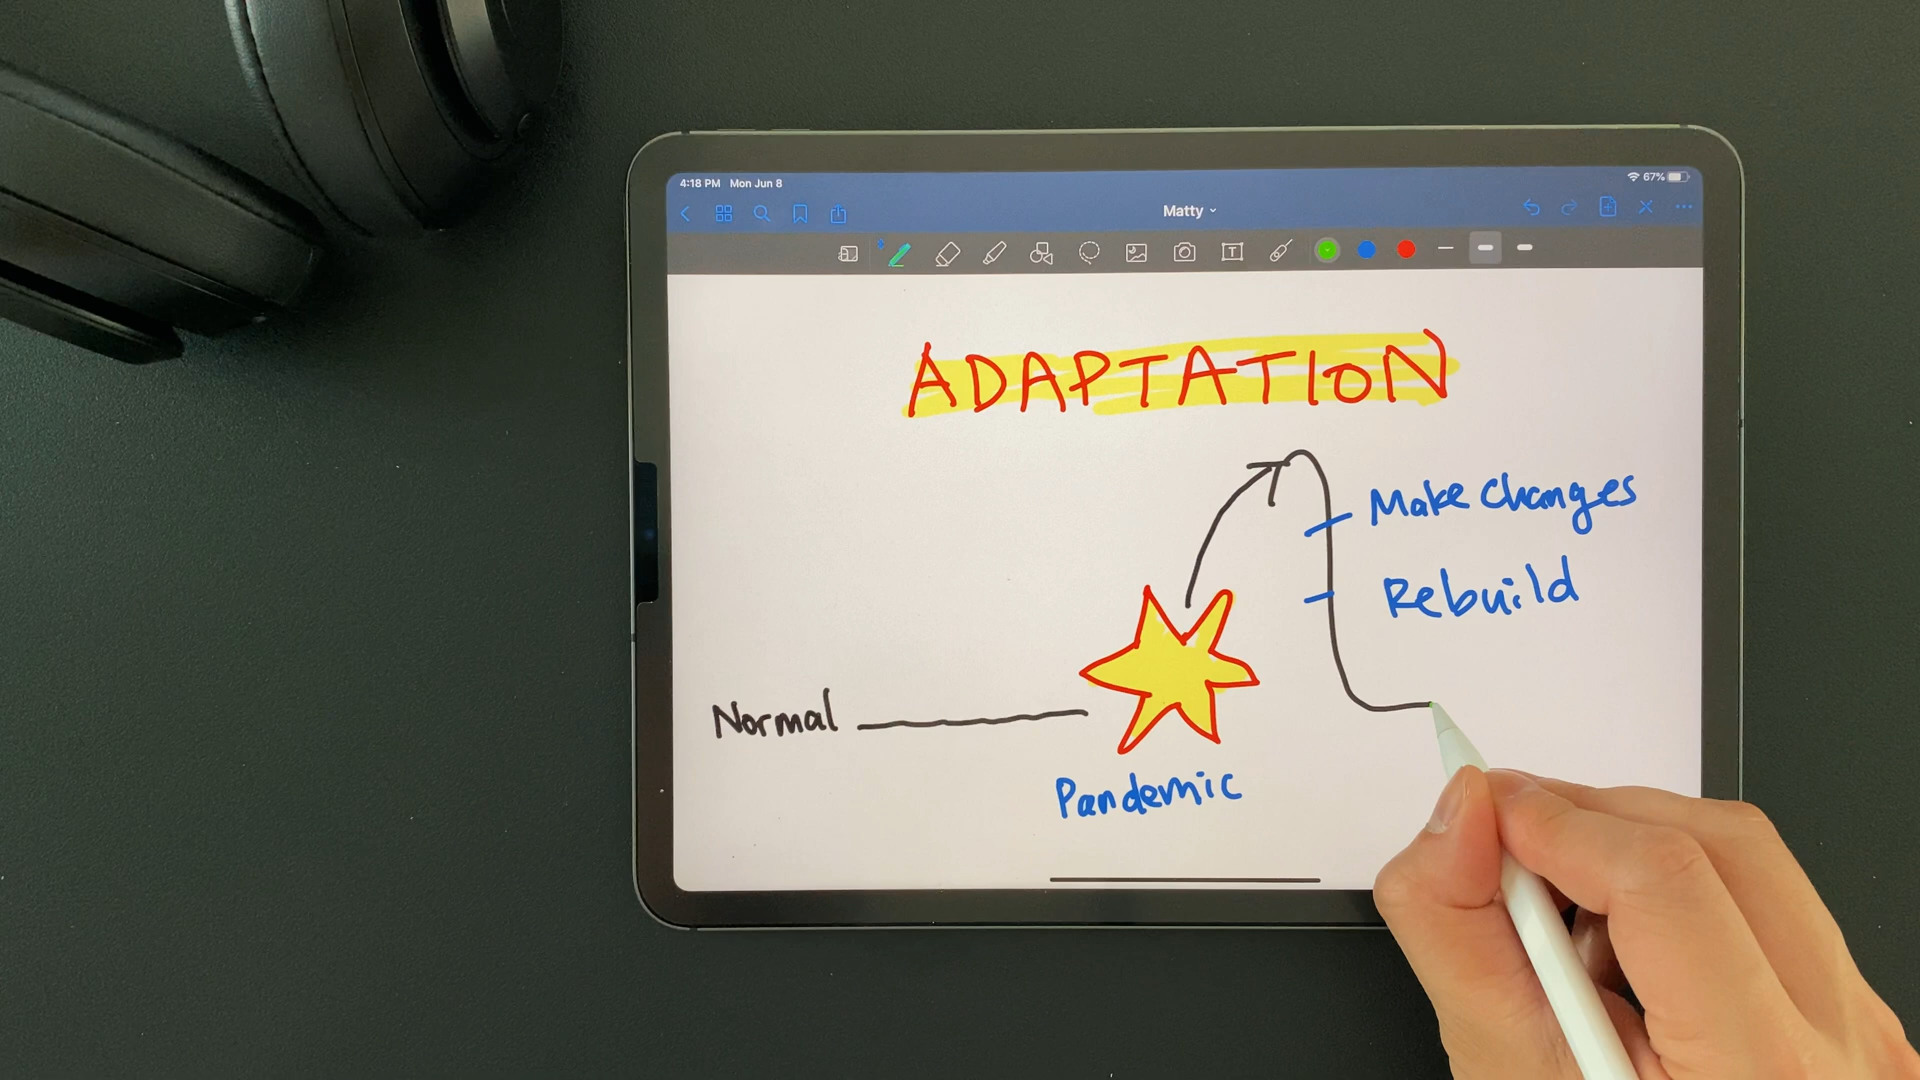 4:18 PM Mon Jun 8
67%
Matty
T
ADAPTATION
Make changes
Rebuild
Normal
Pandemic